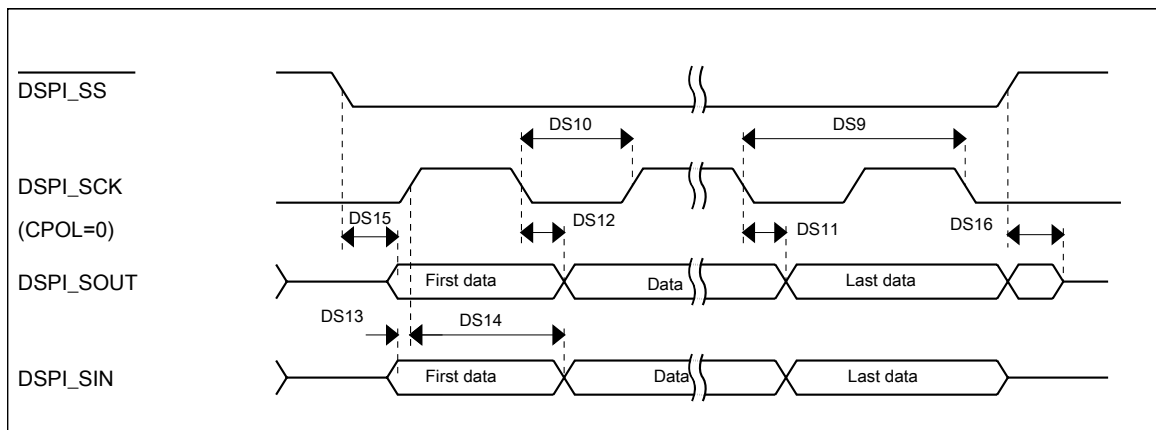 DSPI_SS
DS10
DS9
DSPI_SCK
(CPOL=0)
DS15
DS12
DS11
DS16
DSPI_SOUT
First data
Data
Last data
DS13
DS14
DSPI_SIN
First data
Data
Last data